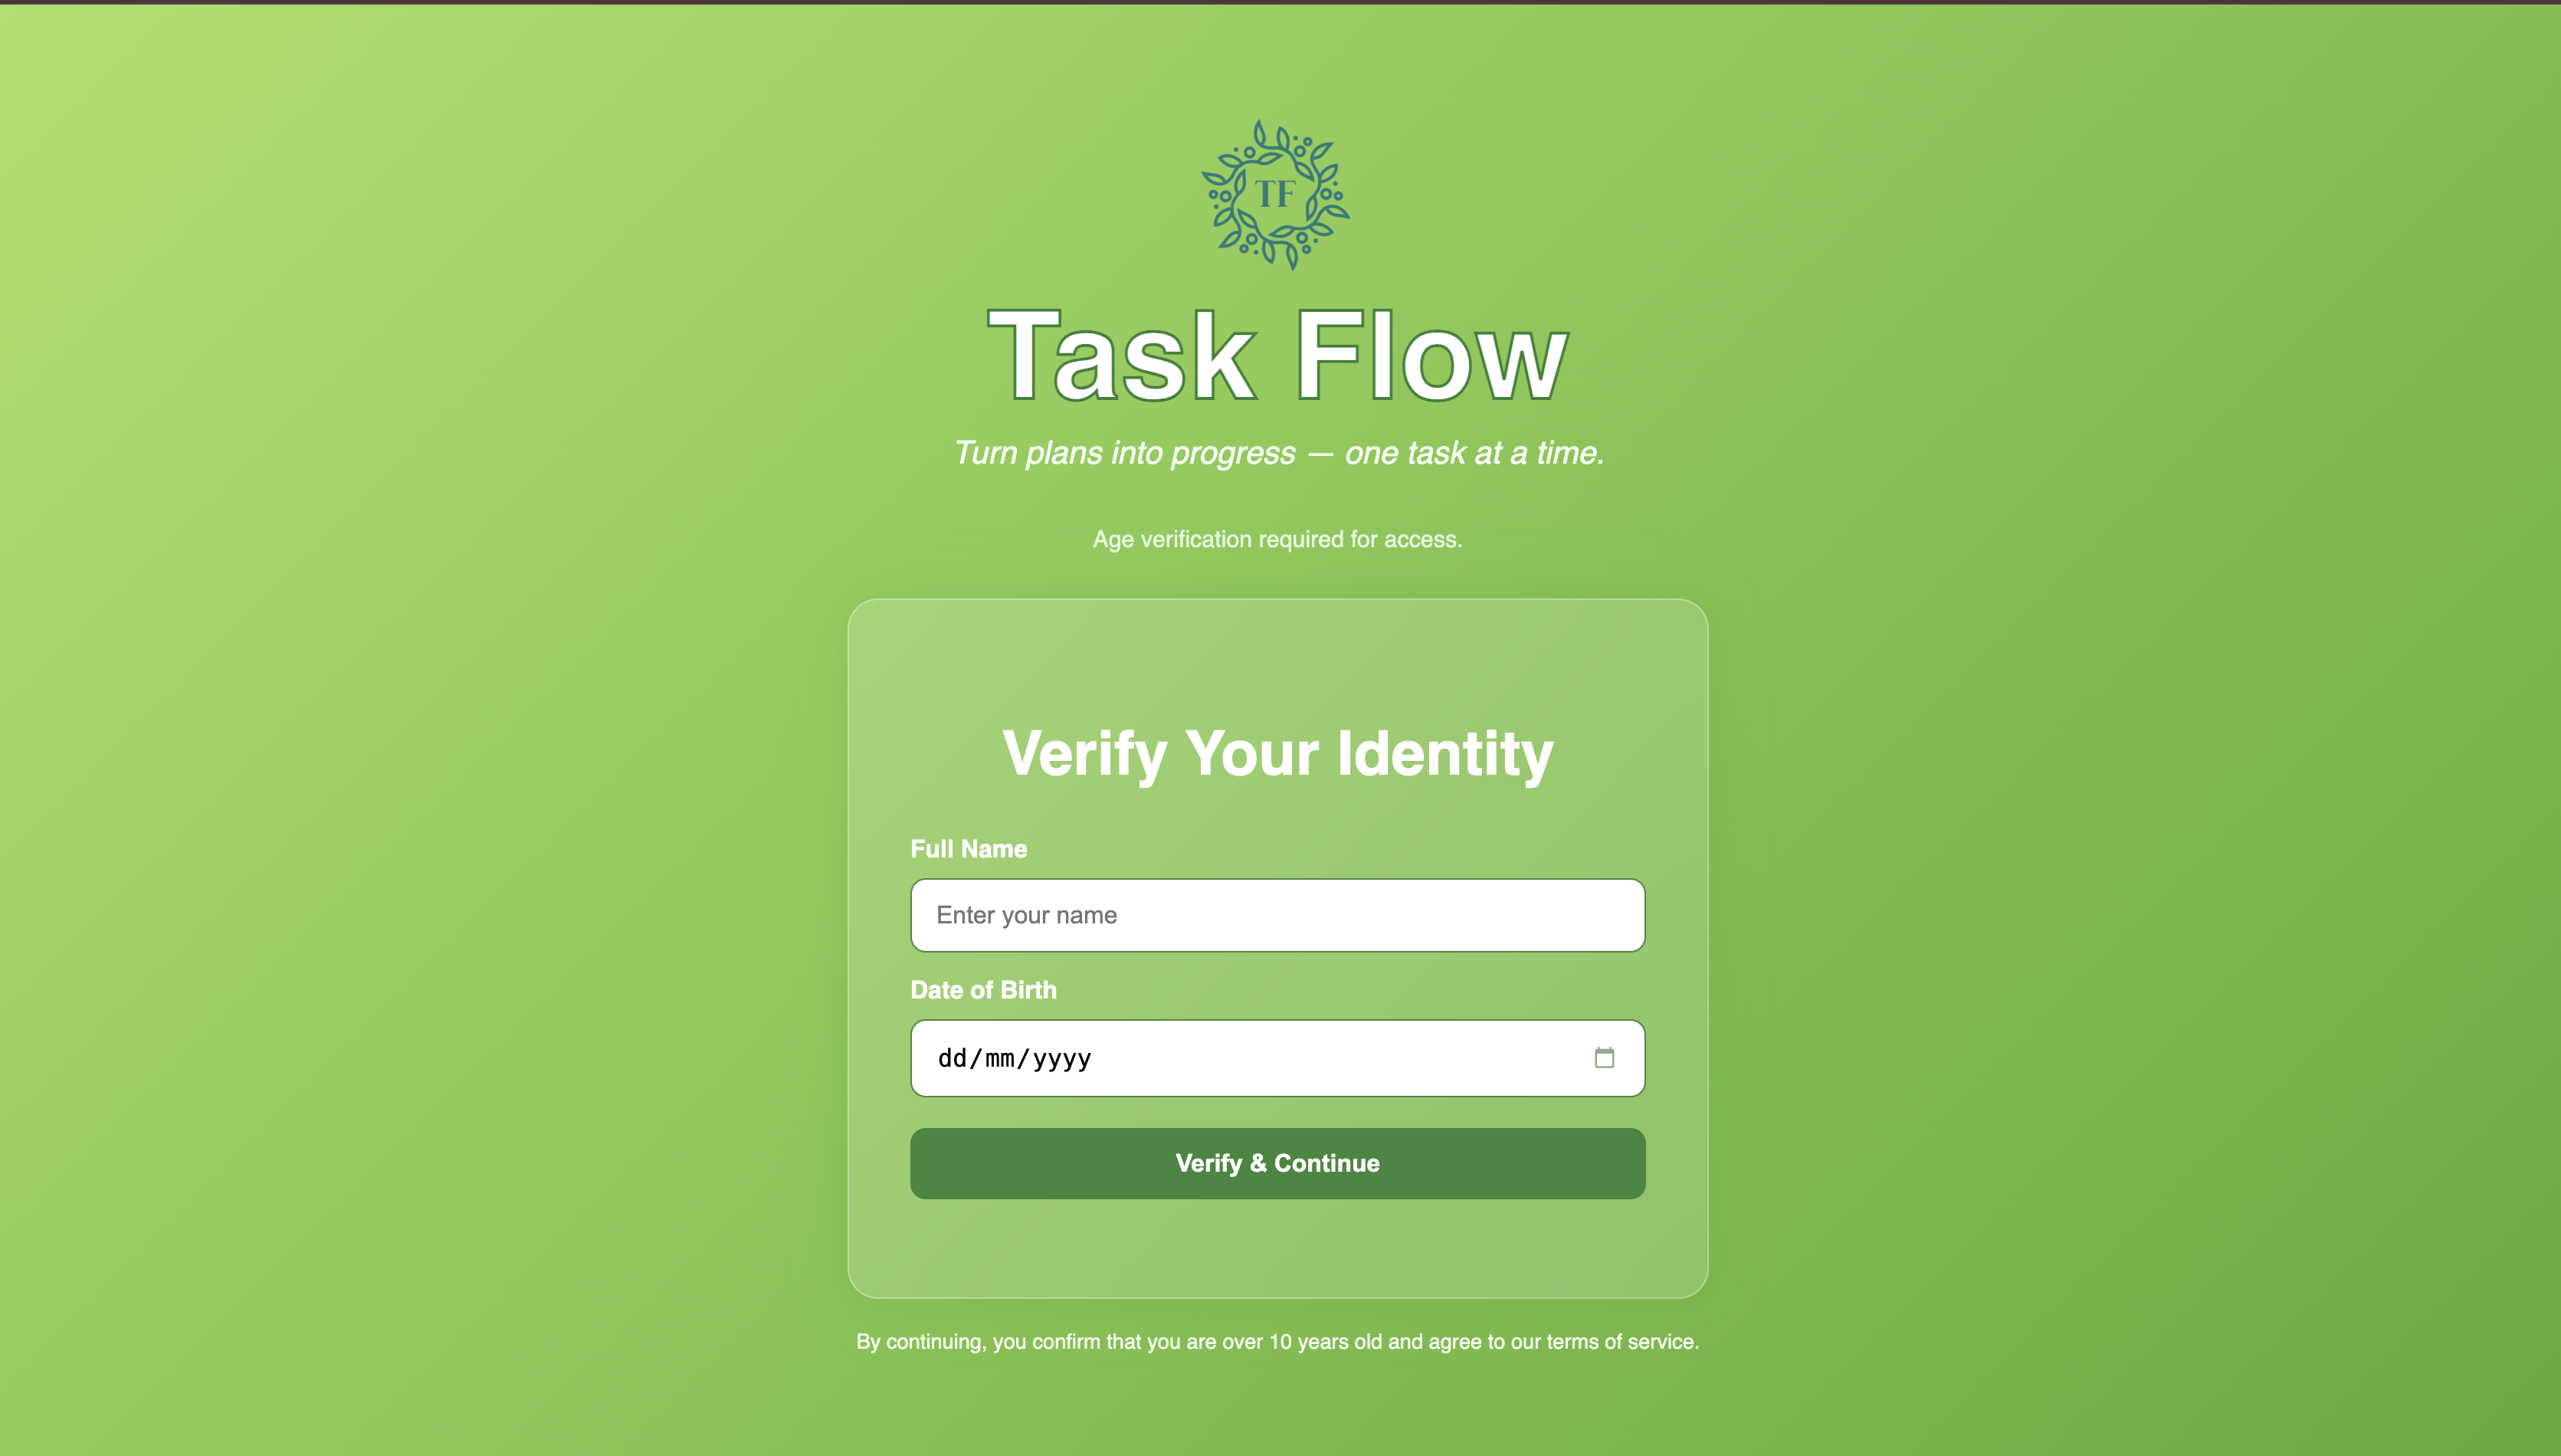 TF
Task Flow
Turn plans into progress — one task at a time.
Age verification required for access.
Verify Your Identity
Full Name
Enter your name
Date of Birth
dd/mm/yyyy
Verify & Continue
By continuing, you confirm that you are over 10 years old and agree to our terms of service.